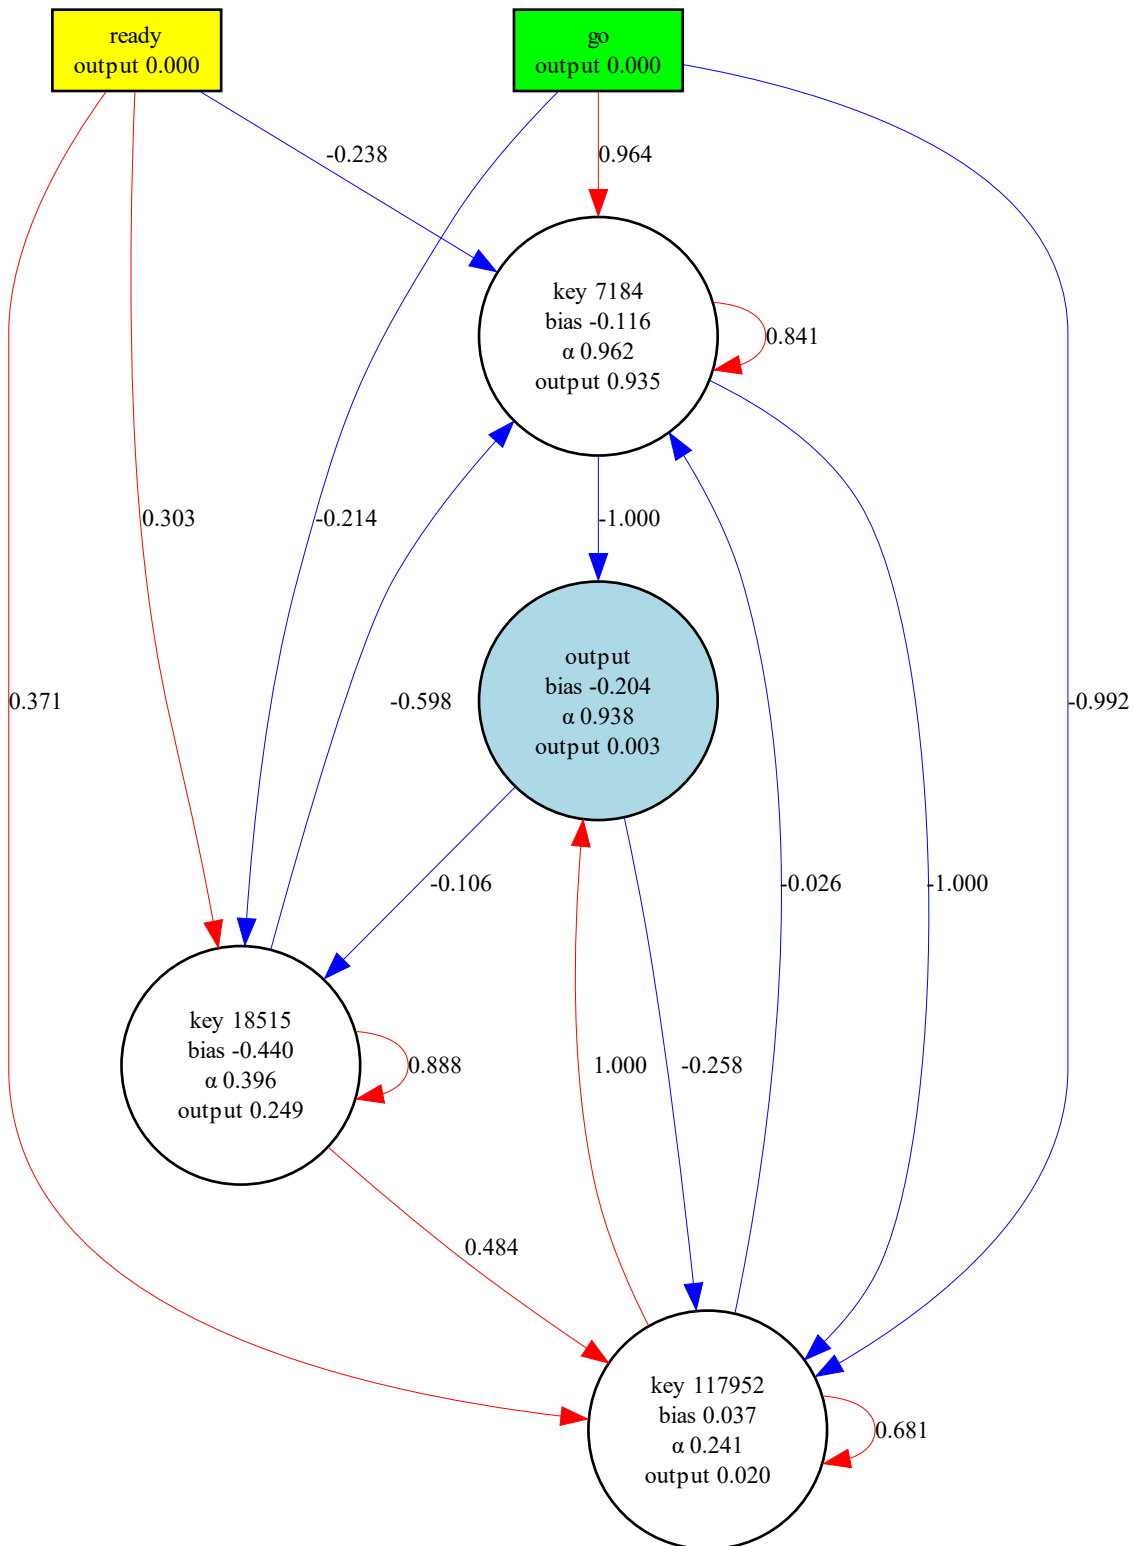 ready
output 0.000
go
output 0.000
-0.238
0.964
key 7184
bias -0.116
α 0.962
output 0.935
0.841
0.303
-0.214
-1.000
output
bias -0.204
α 0.938
output 0.003
0.371
-0.598
-0.992
-0.106
-0.026
-1.000
key 18515
bias -0.440
α 0.396
output 0.249
0.888
1.000
-0.258
0.484
key 117952
bias 0.037
α 0.241
output 0.020
0.681